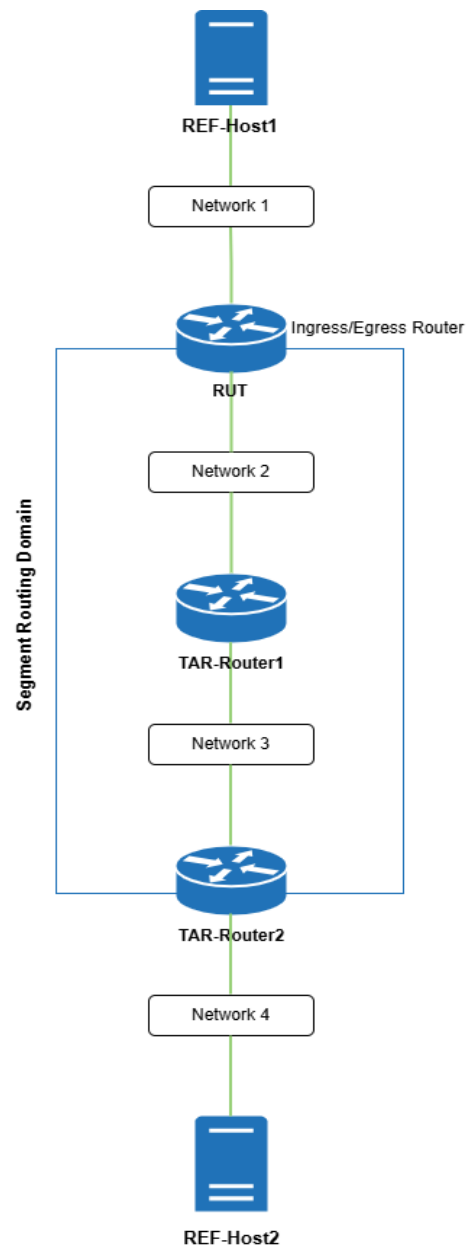 REF-Host1
Network 1
Ingress/Egress Router
RUT
Network 2
Segment Routing Domain
TAR-Router1
Network 3
TAR-Router2
Network 4
REF-Host2